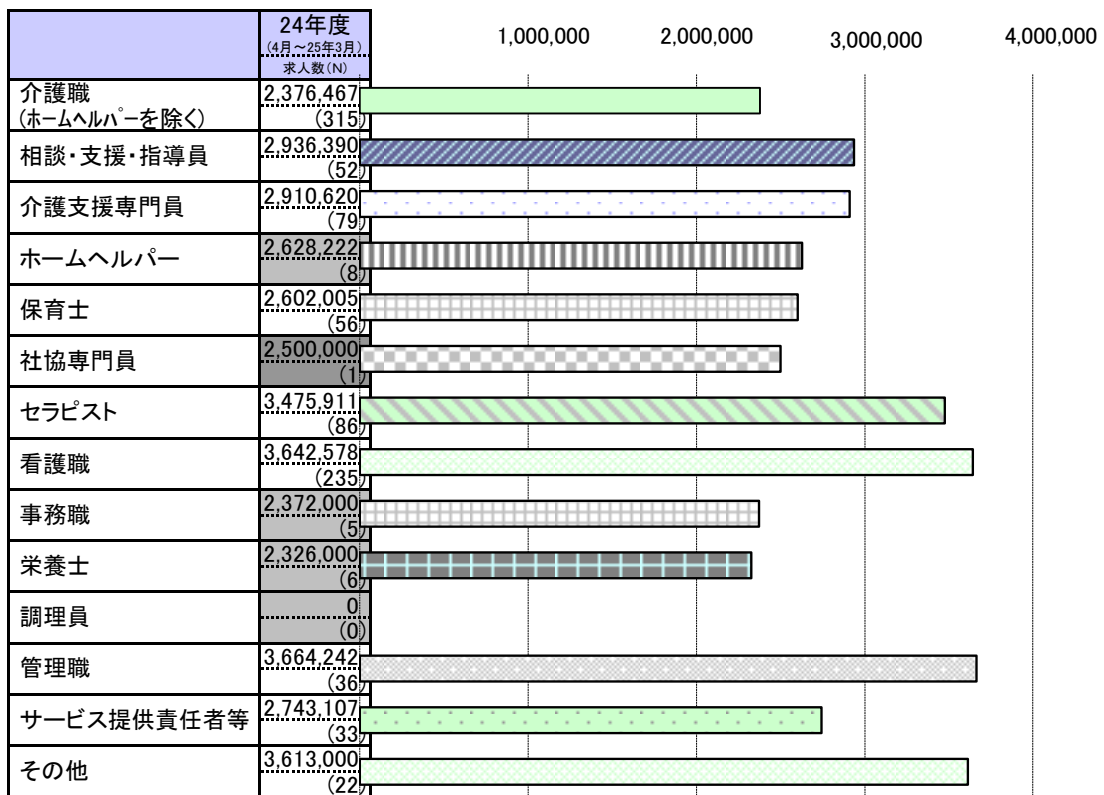 24年度
(4月～25年3月)
求人数(N)
1,000,000 2,000,000 3,000,000 4,000,000
介護職
(ホームヘルパーを除く)
2,376,467
(315)
相談・支援・指導員
2,936,390
(52)
介護支援専門員
2,910,620
(79)
ホームヘルパー
2,628,222
(8)
保育士
2,602,005
(56)
社協専門員
2,500,000
(1)
セラピスト
3,475,911
(86)
看護職
3,642,578
(235)
事務職
2,372,000
(5)
栄養士
2,326,000
(6)
調理員
0
(0)
管理職
3,664,242
(36)
サービス提供責任者等
2,743,107
(33)
その他
3,613,000
(22)